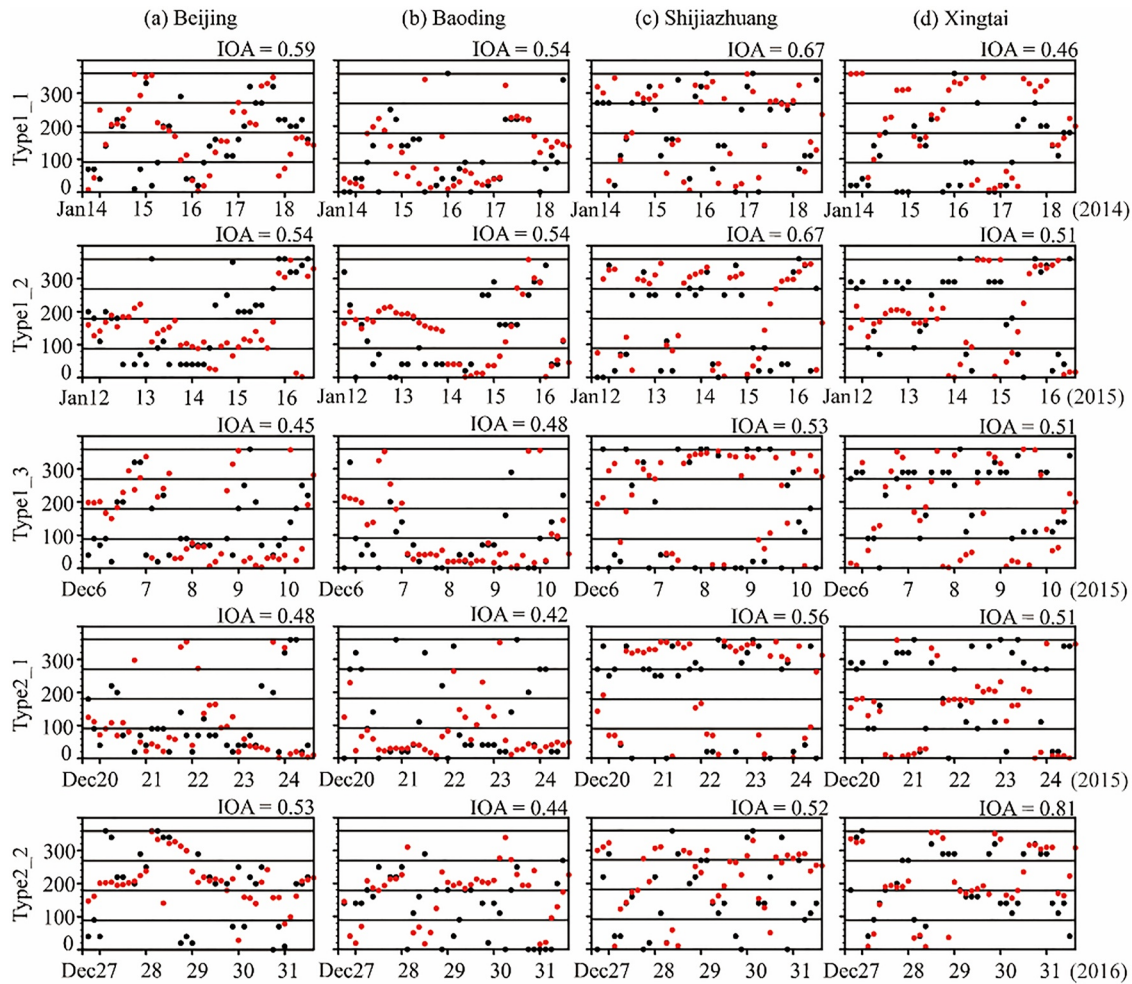 (a) Beijing (b) Baoding (c) Shijiazhuang (d) Xingtai
IOA = 0.59 IOA = 0.54 IOA = 0.67 IOA = 0.46
Type1_1
300
200
100
0
Jan14 15 16 17 18 Jan14 15 16 17 18 Jan14 15 16 17 18 Jan14 15 16 17 18 (2014)
IOA = 0.54 IOA = 0.54 IOA = 0.67 IOA = 0.51
Type1_2
300
200
100
0
Jan12 13 14 15 16 Jan12 13 14 15 16 Jan12 13 14 15 16 Jan12 13 14 15 16 (2015)
IOA = 0.45 IOA = 0.48 IOA = 0.53 IOA = 0.51
Type1_3
300
200
100
0
Dec6 7 8 9 10 Dec6 7 8 9 10 Dec6 7 8 9 10 Dec6 7 8 9 10 (2015)
IOA = 0.48 IOA = 0.42 IOA = 0.56 IOA = 0.51
Type2_1
300
200
100
0
Dec20 21 22 23 24 Dec20 21 22 23 24 Dec20 21 22 23 24 Dec20 21 22 23 24 (2015)
IOA = 0.53 IOA = 0.44 IOA = 0.52 IOA = 0.81
Type2_2
300
200
100
0
Dec27 28 29 30 31 Dec27 28 29 30 31 Dec27 28 29 30 31 Dec27 28 29 30 31 (2016)